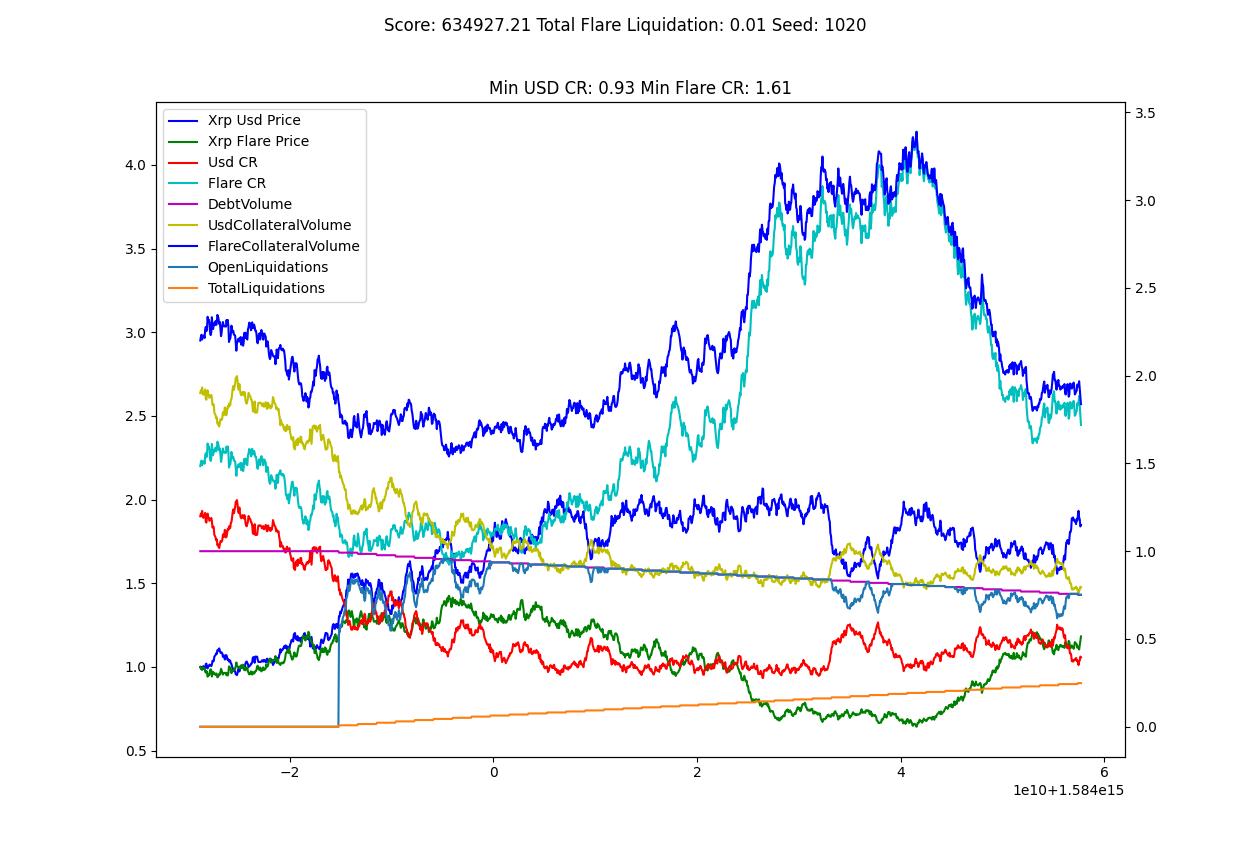 Score: 634927.21 Total Flare Liquidation: 0.01 Seed: 1020
Min USD CR: 0.93 Min Flare CR: 1.61
Xrp Usd Price
Xrp Flare Price
Usd CR
Flare CR
DebtVolume
UsdCollateralVolume
FlareCollateralVolume
OpenLiquidations
TotalLiquidations
4.0
3.5
3.0
2.5
2.0
1.5
1.0
0.5
3.5
3.0
2.5
2.0
1.5
1.0
0.5
0.0
−2 0 2 4 6
1e10+1.584e15